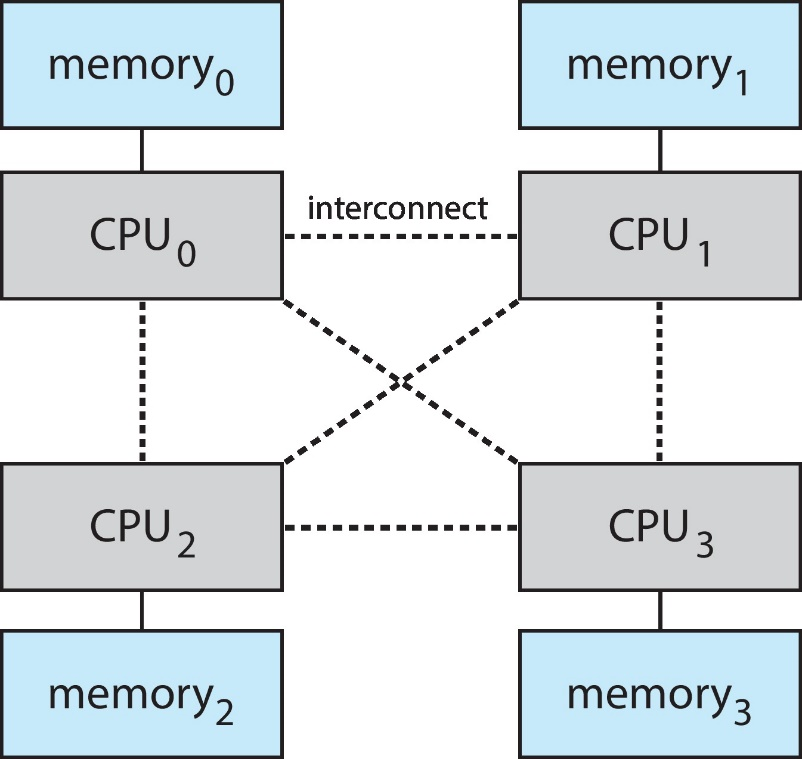 memory₀
memory₁
interconnect
CPU₀
CPU₁
CPU₂
CPU₃
memory₂
memory₃